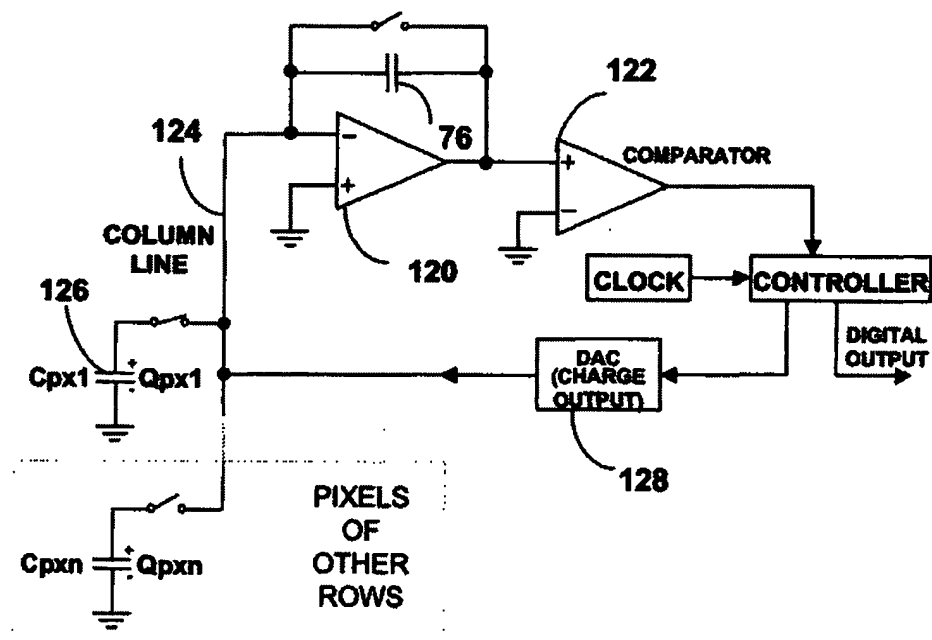 122
124
76
COMPARATOR
COLUMN
LINE
120
CLOCK
CONTROLLER
126
DIGITAL
OUTPUT
DAC
(CHARGE
OUTPUT)
Cpx1
+
Qpx1
-
128
PIXELS
OF
OTHER
ROWS
Cpxn
+
Qpxn
-
-
+
+
-